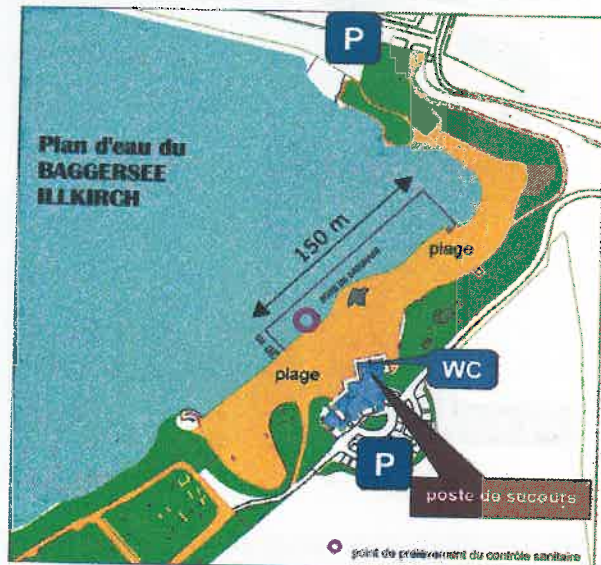 P
Plan d'eau du
BAGGERSEE
ILLKIRCH
150 m
plage
plage
WC
P
poste de secours
point de prélèvement du contrôle sanitaire